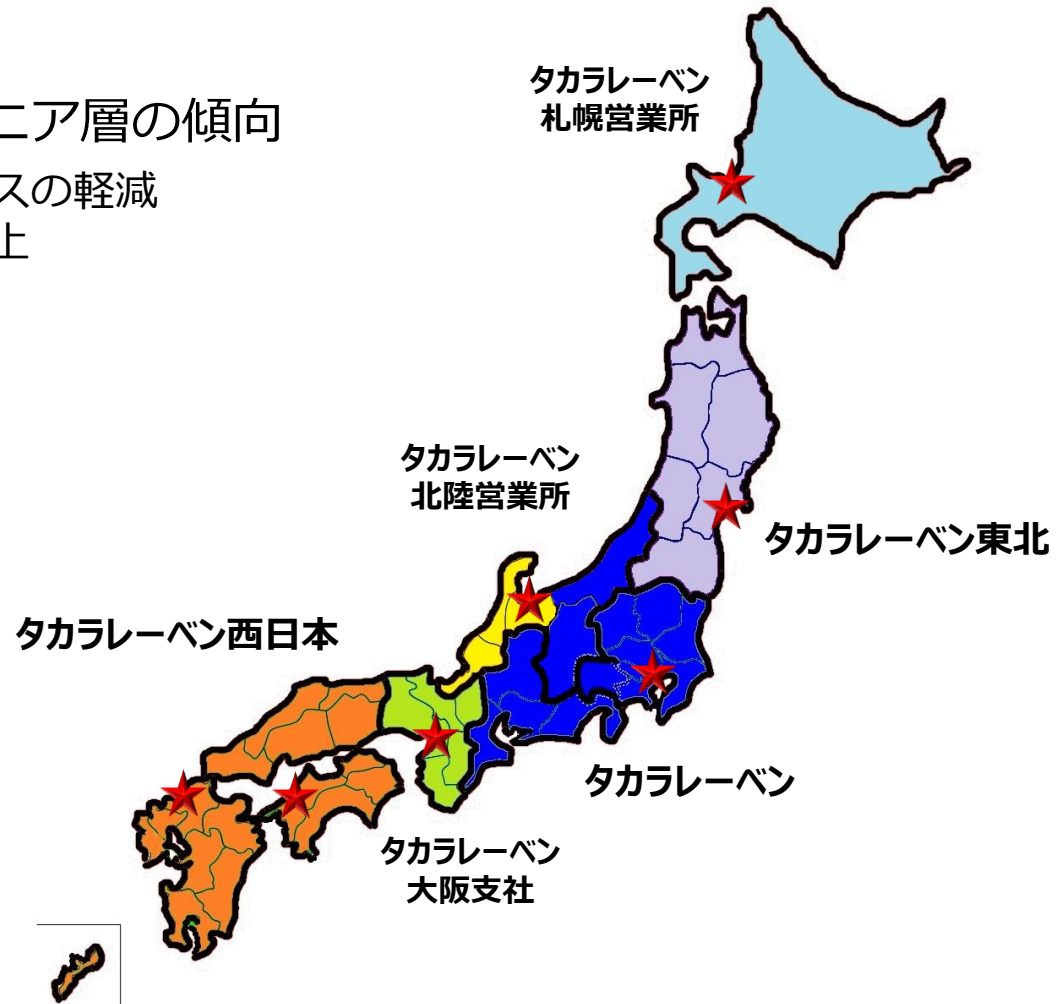 タカラレーベン
札幌営業所
ニア層の傾向
スの軽減
上
タカラレーベン
北陸営業所
タカラレーベン東北
タカラレーベン西日本
タカラレーベン
タカラレーベン
大阪支社